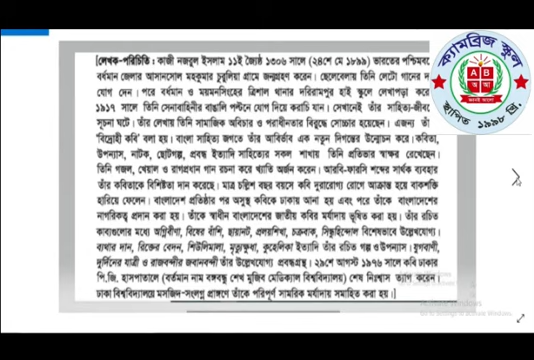 [লেখক-পরিচিতি: কাজী নজরুল ইসলাম ১১ই জ্যৈষ্ঠ ১৩০৬ সালে (২৪শে মে ১৮৯৯) ভারতের পশ্চিমবঙ্গে
বর্ধমান জেলার আসানসোল মহকুমার চুরুলিয়া গ্রামে জন্মগ্রহণ করেন। ছেলেবেলায় তিনি লেটো গানের দ
যোগ দেন। পরে বর্ধমান ও ময়মনসিংহের ত্রিশাল থানার দরিরামপুর হাই স্কুলে লেখাপড়া করে
১৯১৭ সালে তিনি সেনাবাহিনীর বাঙালি পল্টনে যোগ দিয়ে করাচি যান। সেখানেই তাঁর সাহিত্য-জীবনে
সূচনা ঘটে। তাঁর লেখায় তিনি সামাজিক অবিচার ও পরাধীনতার বিরুদ্ধে সোচ্চার হয়েছেন। এজন্য তাঁ
'বিদ্রোহী কবি' বলা হয়। বাংলা সাহিত্য জগতে তাঁর আবির্ভাব এক নতুন দিগন্তের উন্মোচন করে। কবিতা,
উপন্যাস, নাটক, ছোটগল্প, প্রবন্ধ ইত্যাদি সাহিত্যের সকল শাখায় তিনি প্রতিভার স্বাক্ষর রেখেছেন।
তিনি গজল, খেয়াল ও রাগপ্রধান গান রচনা করে খ্যাতি অর্জন করেন। আরবি-ফারসি শব্দের সার্থক ব্যবহার
তাঁর কবিতাকে বিশিষ্টতা দান করেছে। মাত্র চল্লিশ বছর বয়সে কবি দুরারোগ্য রোগে আক্রান্ত হয়ে বাকশক্তি
হারিয়ে ফেলেন। বাংলাদেশ প্রতিষ্ঠার পর অসুস্থ কবিকে ঢাকায় আনা হয় এবং পরে তাঁকে বাংলাদেশের
নাগরিকত্ব প্রদান করা হয়। তাঁকে স্বাধীন বাংলাদেশের জাতীয় কবির মর্যাদায় ভূষিত করা হয়। তাঁর রচিত
কাব্যগুলোর মধ্যে অগ্নিবীণা, বিষের বাঁশি, ছায়ানট, প্রলয়শিখা, চক্রবাক, সিন্ধুহিন্দোল বিশেষভাবে উল্লেখযোগ্য।
ব্যথার দান, রিক্তের বেদন, শিউলিমালা, মৃত্যুক্ষুধা, কুহেলিকা ইত্যাদি তাঁর রচিত গল্প ও উপন্যাস। যুগবাণী,
দুর্দিনের যাত্রী ও রাজবন্দীর জবানবন্দী তাঁর উল্লেখযোগ্য প্রবন্ধগ্রন্থ। ২৯শে আগস্ট ১৯৭৬ সালে কবি ঢাকার
পি.জি. হাসপাতালে (বর্তমান নাম বঙ্গবন্ধু শেখ মুজিব মেডিক্যাল বিশ্ববিদ্যালয়) শেষ নিঃশ্বাস ত্যাগ করেন।
ঢাকা বিশ্ববিদ্যালয়ের মসজিদ-সংলগ্ন প্রাঙ্গণে তাঁকে পরিপূর্ণ সামরিক মর্যাদায় সমাহিত করা হয়।]
ক্যামব্রিজ স্কুল
AB
অ আ
স্থাপিত ১৯৯৮ খ্রি.